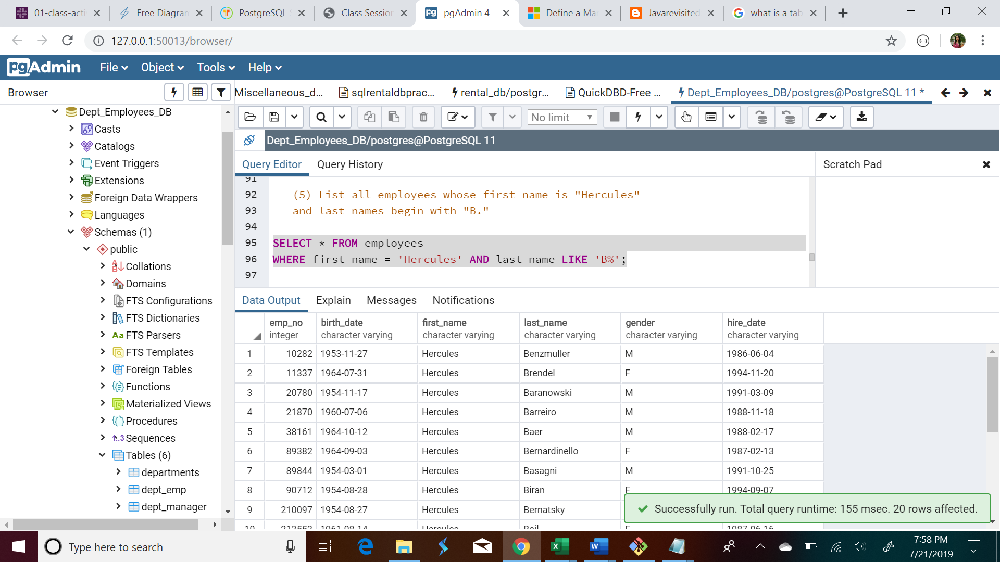 01-class-acti
Free Diagram
PostgreSQL S
Class Session
pgAdmin 4
Define a Ma
Javarevisited
what is a tab
127.0.0.1:50013/browser/
pgAdmin
File
Object
Tools
Help
Browser
Miscellaneous_d...
sqlrentaldbprac...
rental_db/postgr...
QuickDBD-Free ...
Dept_Employees_DB/postgres@PostgreSQL 11 *
No limit
Dept_Employees_DB/postgres@PostgreSQL 11
Dept_Employees_DB
Casts
Catalogs
Event Triggers
Extensions
Foreign Data Wrappers
Languages
Schemas (1)
public
Collations
Domains
FTS Configurations
FTS Dictionaries
Aa FTS Parsers
FTS Templates
Foreign Tables
Functions
Materialized Views
Procedures
1..3 Sequences
Tables (6)
departments
dept_emp
dept_manager
Query Editor
Query History
Scratch Pad
91
92 -- (5) List all employees whose first name is "Hercules"
93 -- and last names begin with "B."
94
95 SELECT * FROM employees
96 WHERE first_name = 'Hercules' AND last_name LIKE 'B%';
97
Data Output
Explain
Messages
Notifications
emp_no birth_date first_name last_name gender hire_date
integer character varying character varying character varying character varying character varying
1 10282 1953-11-27 Hercules Benzmuller M 1986-06-04
2 11337 1964-07-31 Hercules Brendel F 1994-11-20
3 20780 1954-11-17 Hercules Baranowski M 1991-03-09
4 21870 1960-07-06 Hercules Barreiro M 1988-11-18
5 38161 1964-10-12 Hercules Baer M 1988-02-17
6 89382 1964-09-03 Hercules Bernardinello F 1987-02-13
7 89844 1954-03-01 Hercules Basagni M 1991-10-25
8 90712 1954-08-28 Hercules Biran F 1994-09-07
9 210097 1954-08-27 Hercules Bernatsky
10 Hercules
Successfully run. Total query runtime: 155 msec. 20 rows affected.
Type here to search
7:58 PM
7/21/2019